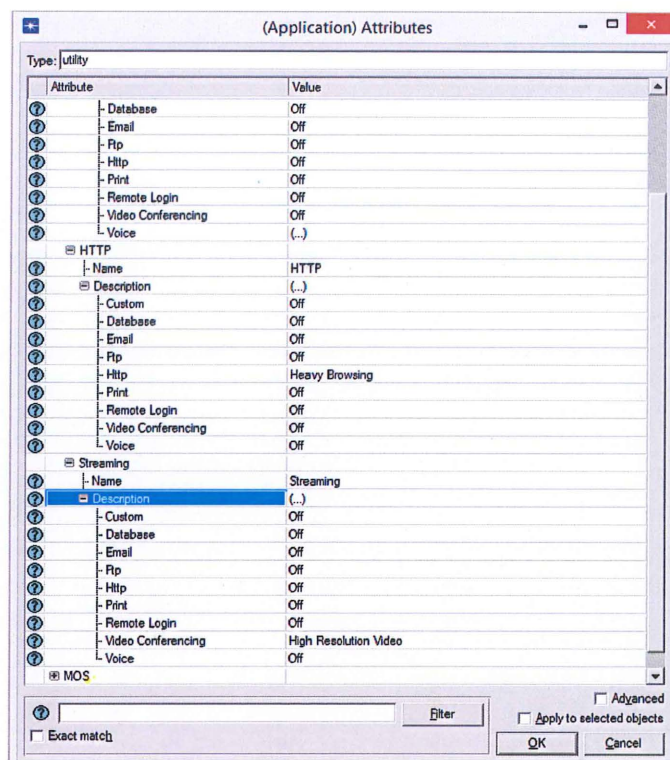 (Application) Attributes
Type: utility
Attribute Value
Database Off
Email Off
Ftp Off
Http Off
Print Off
Remote Login Off
Video Conferencing Off
Voice (...)
HTTP
Name HTTP
Description (...)
Custom Off
Database Off
Email Off
Ftp Off
Http Heavy Browsing
Print Off
Remote Login Off
Video Conferencing Off
Voice Off
Streaming
Name Streaming
Description (...)
Custom Off
Database Off
Email Off
Ftp Off
Http Off
Print Off
Remote Login Off
Video Conferencing High Resolution Video
Voice Off
MOS
Advanced
Filter
Apply to selected objects
Exact match
OK Cancel